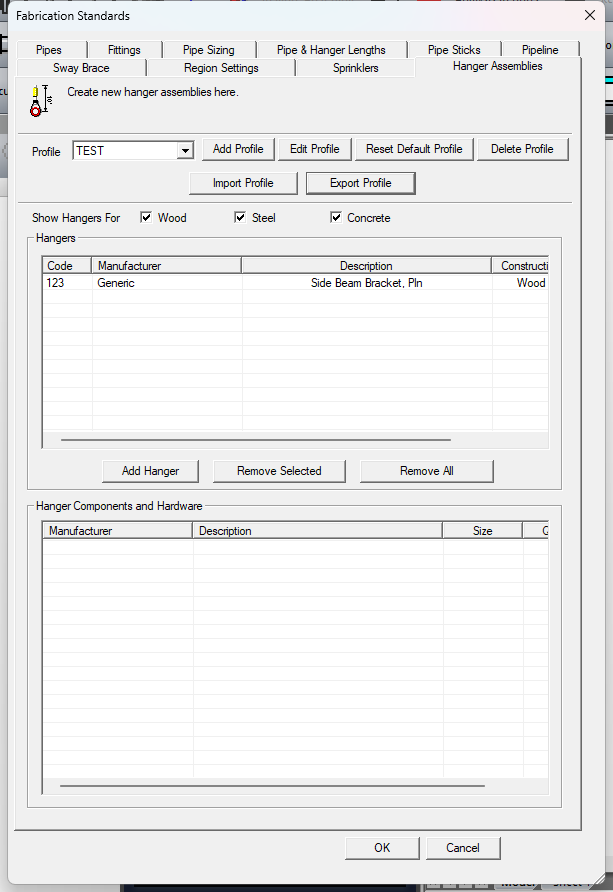 Fabrication Standards
Pipes Fittings Pipe Sizing Pipe & Hanger Lengths Pipe Sticks Pipeline
Sway Brace Region Settings Sprinklers Hanger Assemblies
Create new hanger assemblies here.
Profile TEST Add Profile Edit Profile Reset Default Profile Delete Profile
Import Profile Export Profile
Show Hangers For Wood Steel Concrete
Hangers
Code Manufacturer Description Constructi
123 Generic Side Beam Bracket, Pln Wood
Add Hanger Remove Selected Remove All
Hanger Components and Hardware
Manufacturer Description Size
OK Cancel